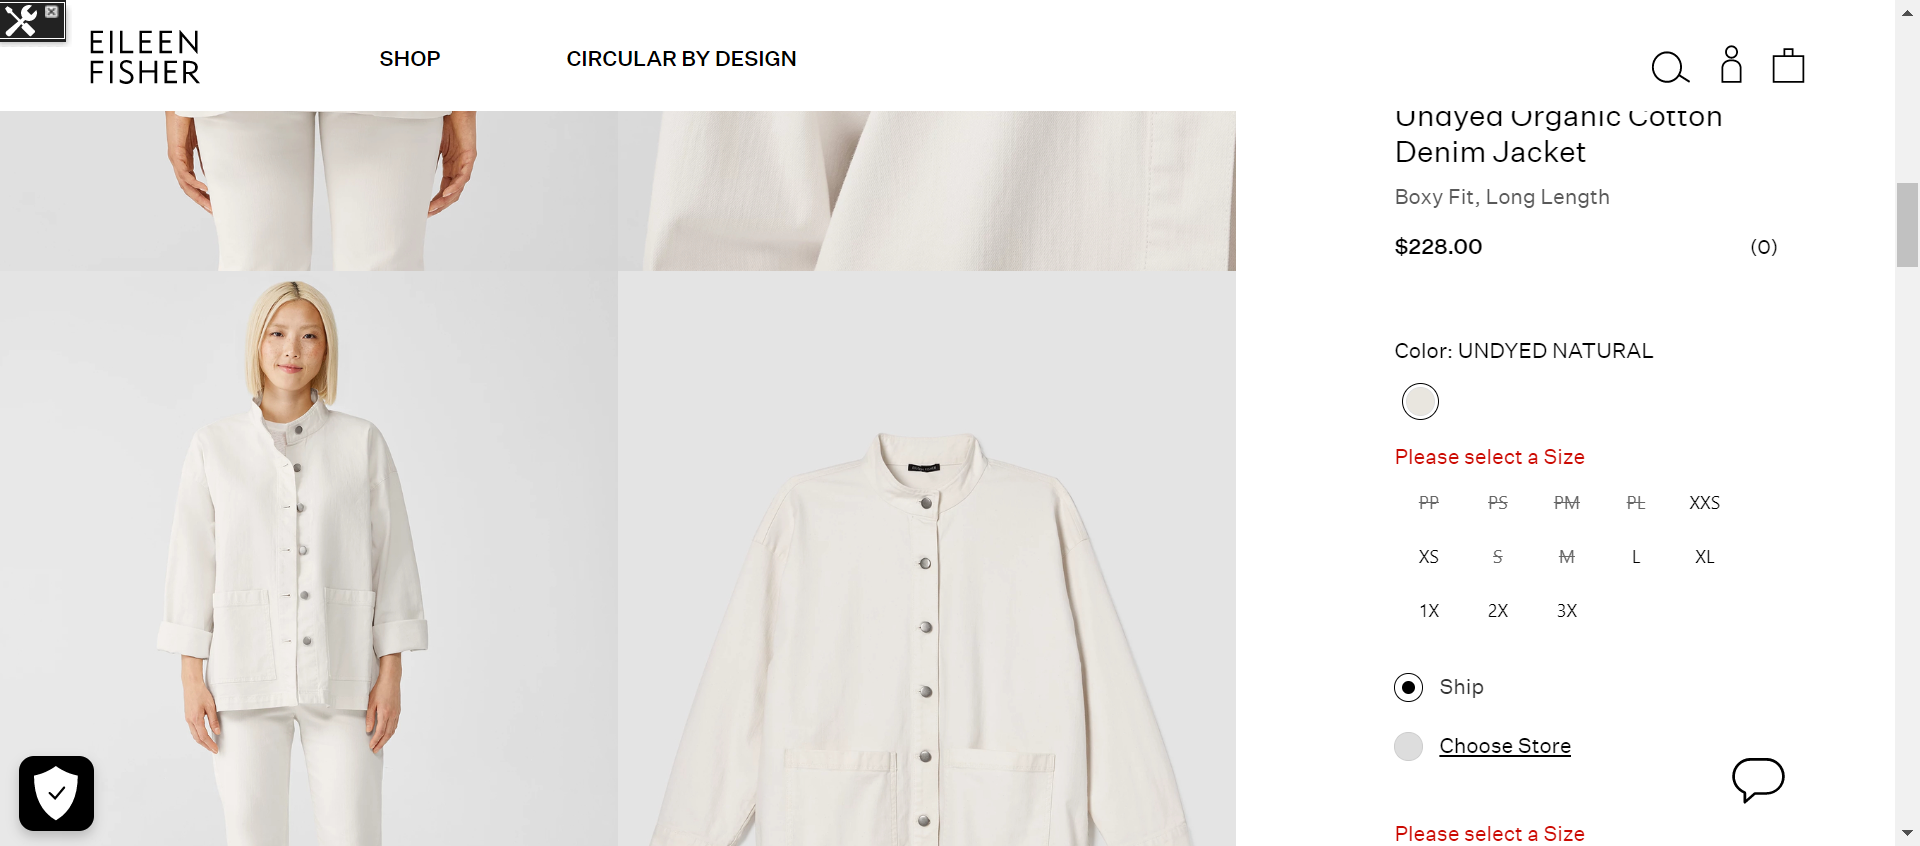 EILEEN
FISHER
SHOP
CIRCULAR BY DESIGN
Undyed Organic Cotton
Denim Jacket
Boxy Fit, Long Length
$228.00
(0)
Color: UNDYED NATURAL
Please select a Size
PP PS PM PL XXS
XS S M L XL
1X 2X 3X
Ship
Choose Store
Please select a Size